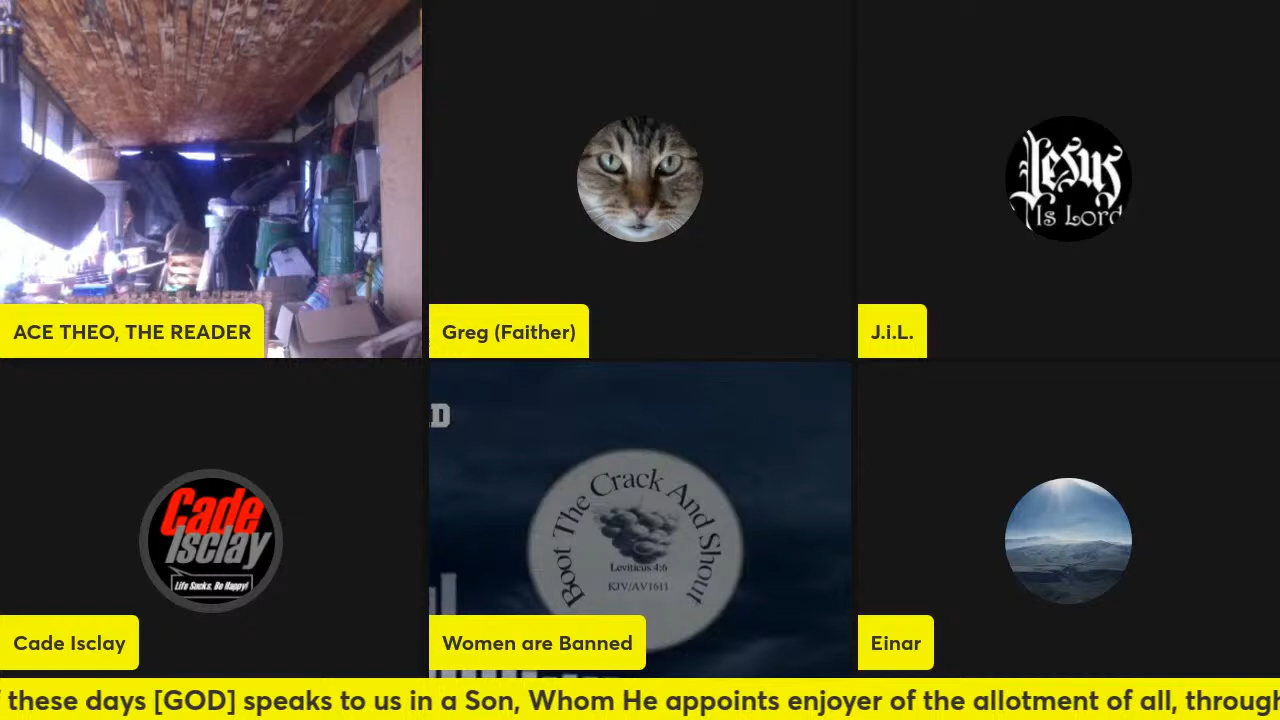 ACE THEO, THE READER
Greg (Faither)
Jesus
Is Lord
J.i.L.
Cade
Isclay
Life Sucks. Be Happy!
Cade Isclay
D
Boot The Crack And Shout
Leviticus 4:6
KJV/AV1611
Women are Banned
Einar
f these days [GOD] speaks to us in a Son, Whom He appoints enjoyer of the allotment of all, through